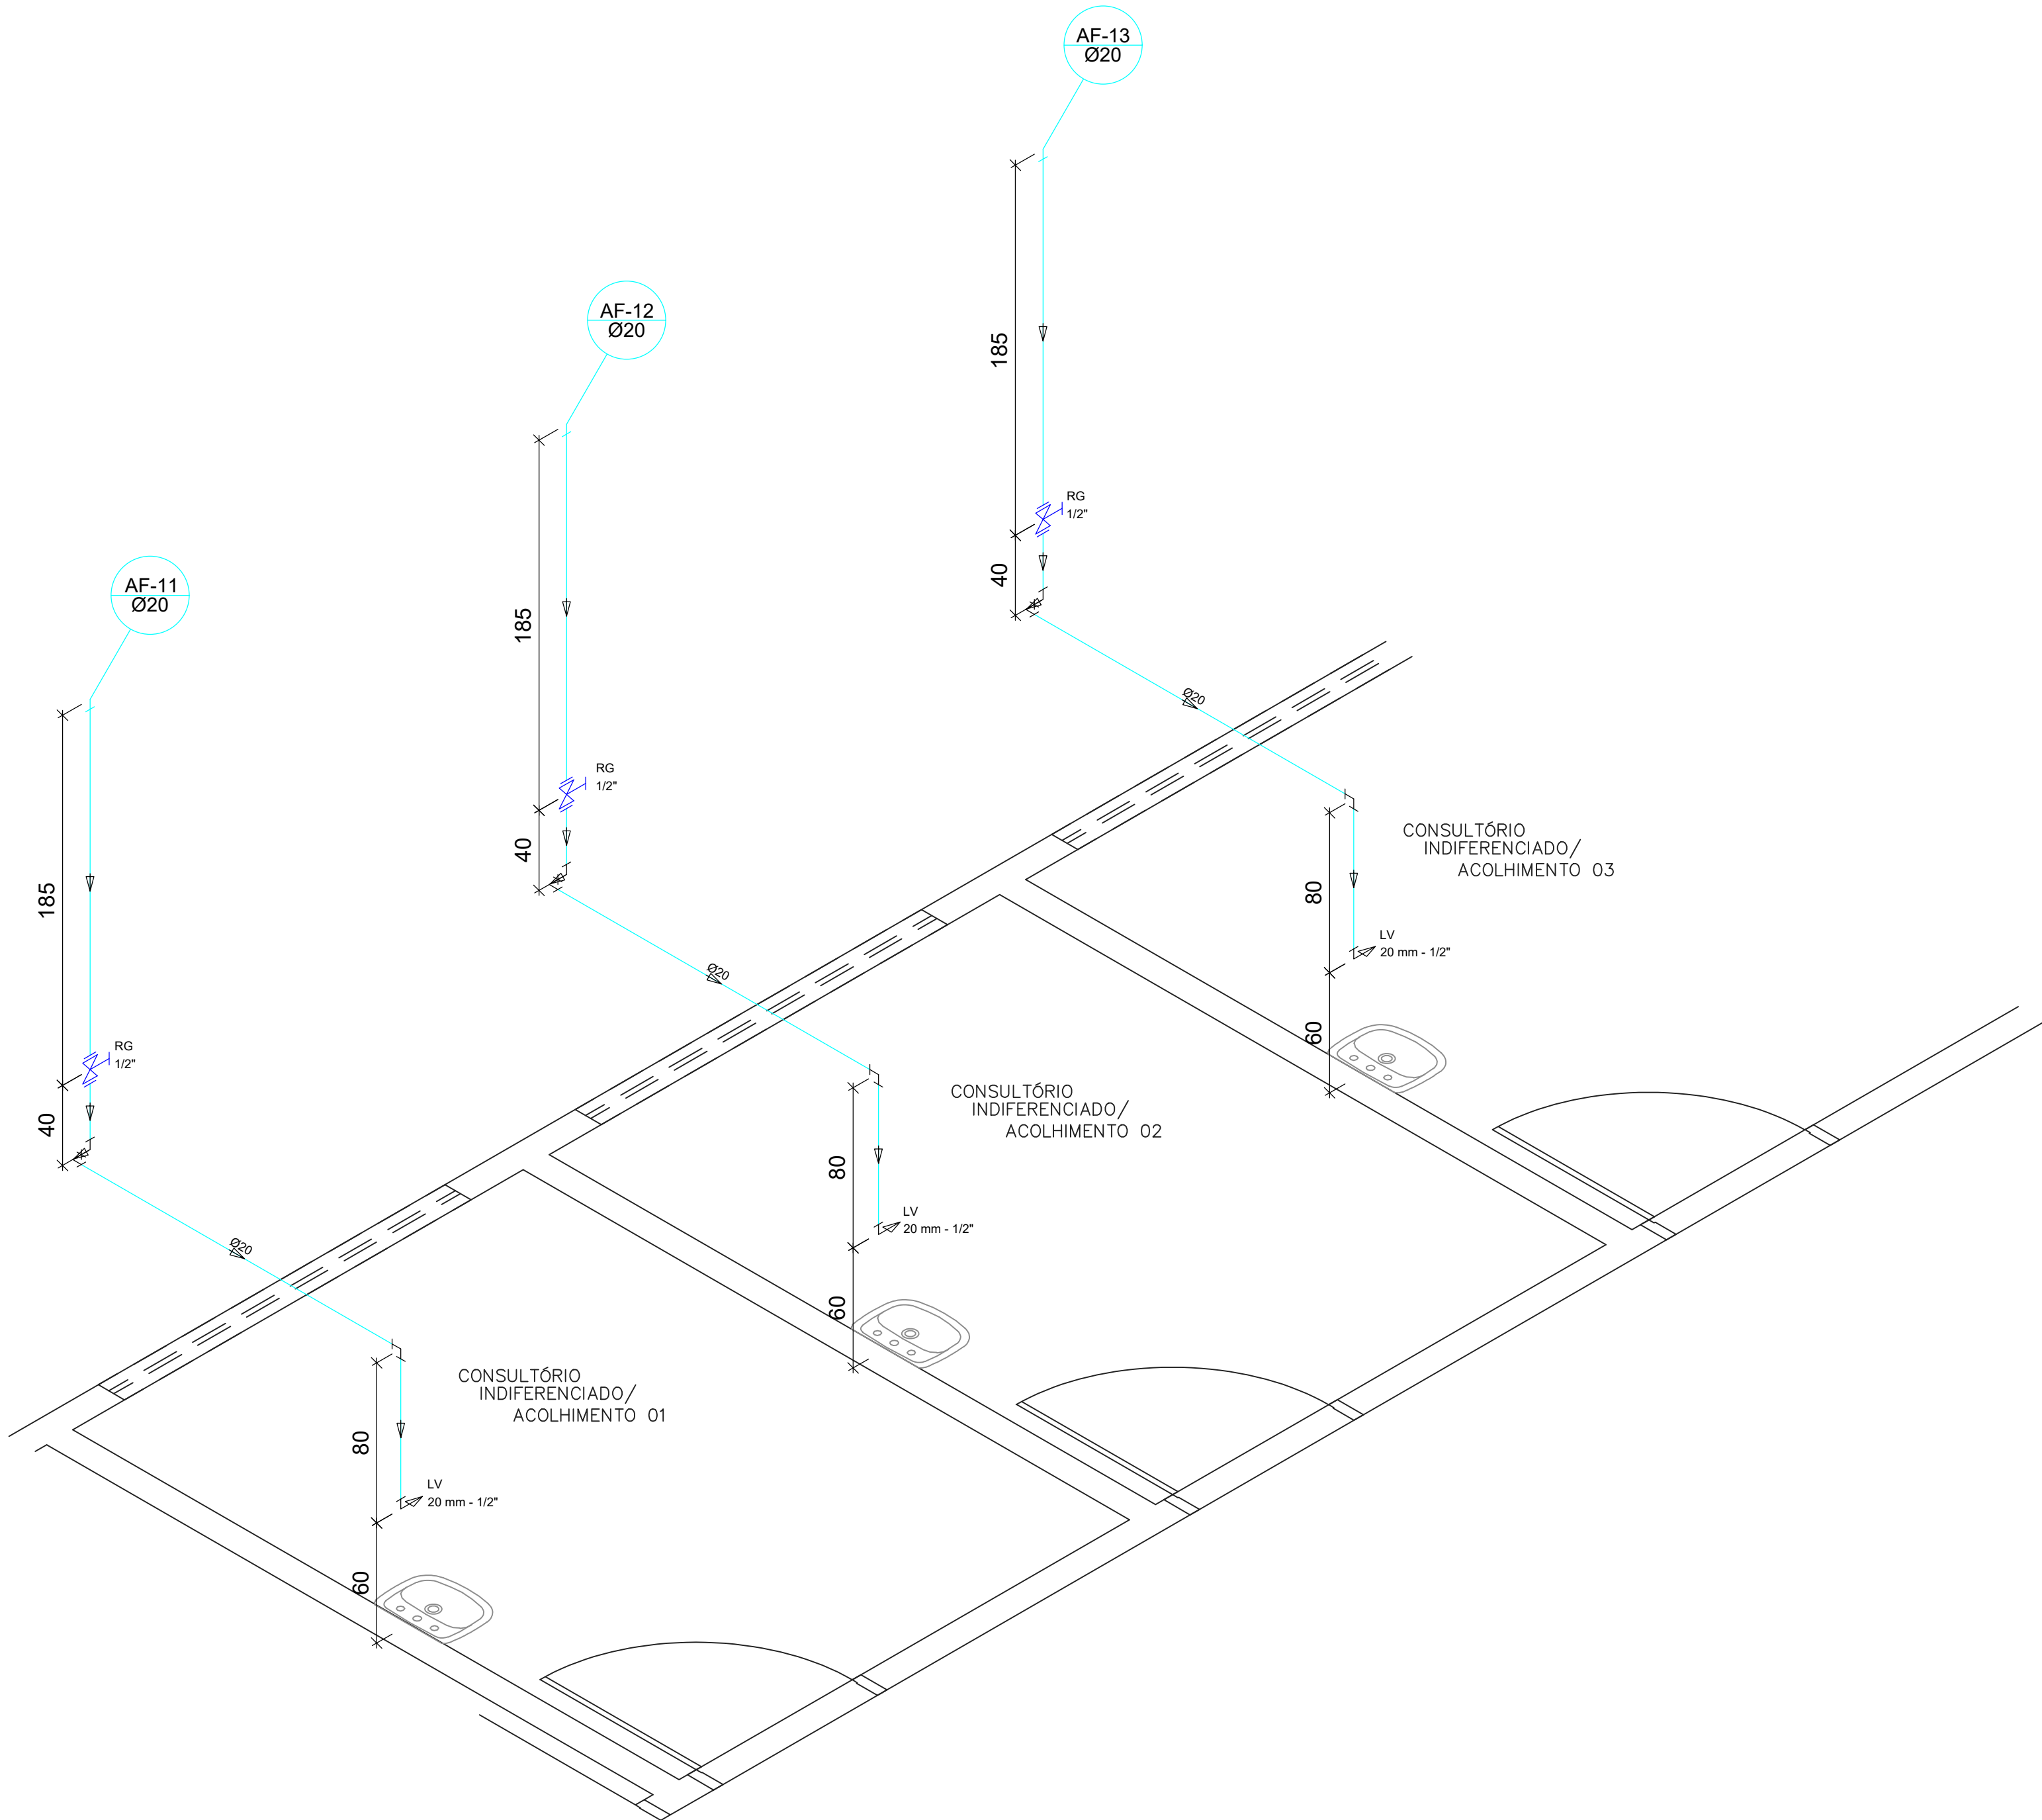 AF-13
Ø20
185
RG
1/2"
40
Ø20
CONSULTÓRIO
INDIFERENCIADO/
ACOLHIMENTO 03
80
LV
20 mm - 1/2"
60
AF-12
Ø20
185
RG
1/2"
40
Ø20
CONSULTÓRIO
INDIFERENCIADO/
ACOLHIMENTO 02
80
LV
20 mm - 1/2"
60
AF-11
Ø20
185
RG
1/2"
40
Ø20
CONSULTÓRIO
INDIFERENCIADO/
ACOLHIMENTO 01
80
LV
20 mm - 1/2"
60